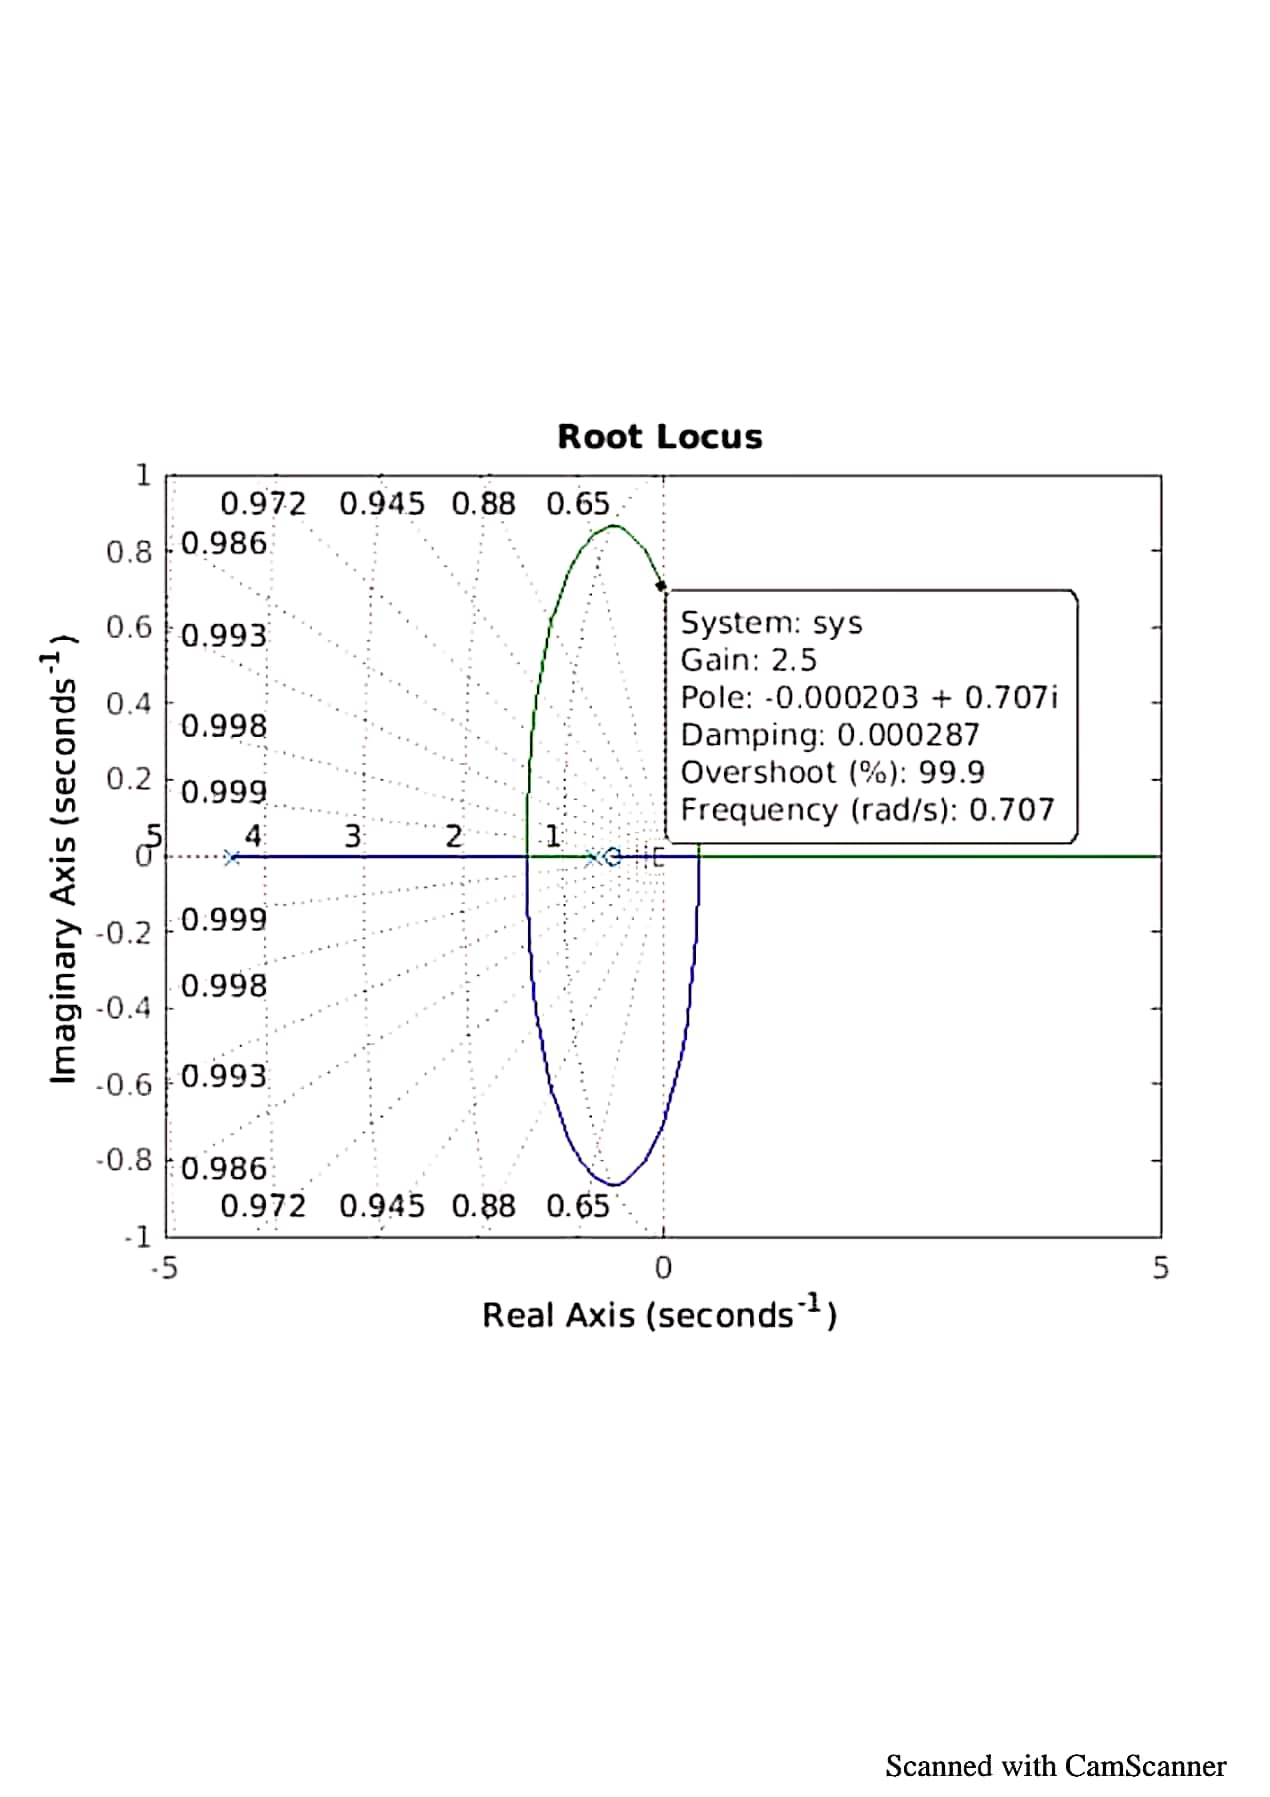 Root Locus
1
0.972 0.945 0.88 0.65
0.8
0.986
0.6
0.993
System: sys
Gain: 2.5
0.4
0.998
Pole: -0.000203 + 0.707i
Damping: 0.000287
0.2
0.999
Overshoot (%): 99.9
Frequency (rad/s): 0.707
5 4 3 2 1
0
-0.2
0.999
-0.4
0.998
-0.6
0.993
-0.8
0.986
0.972 0.945 0.88 0.65
-1
-5 0 5
Imaginary Axis (seconds⁻¹)
Real Axis (seconds⁻¹)
Scanned with CamScanner